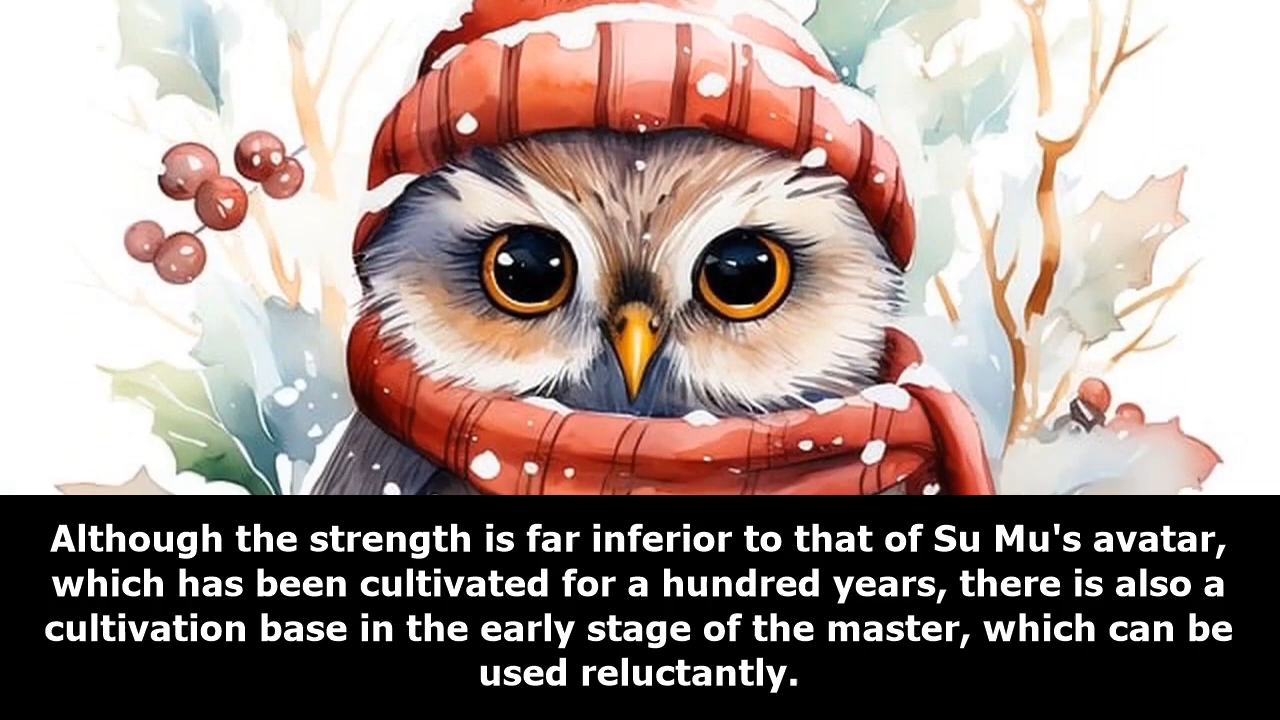 Although the strength is far inferior to that of Su Mu's avatar,
which has been cultivated for a hundred years, there is also a
cultivation base in the early stage of the master, which can be
used reluctantly.